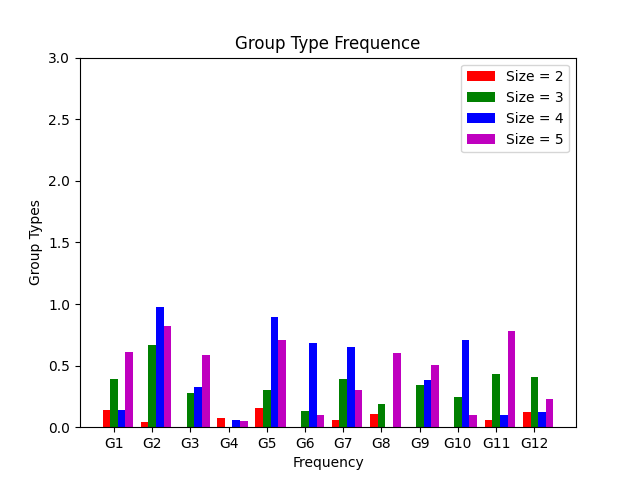 Group Type Frequence
3.0
2.5
2.0
1.5
1.0
0.5
0.0
Group Types
Size = 2
Size = 3
Size = 4
Size = 5
G1 G2 G3 G4 G5 G6 G7 G8 G9 G10 G11 G12
Frequency